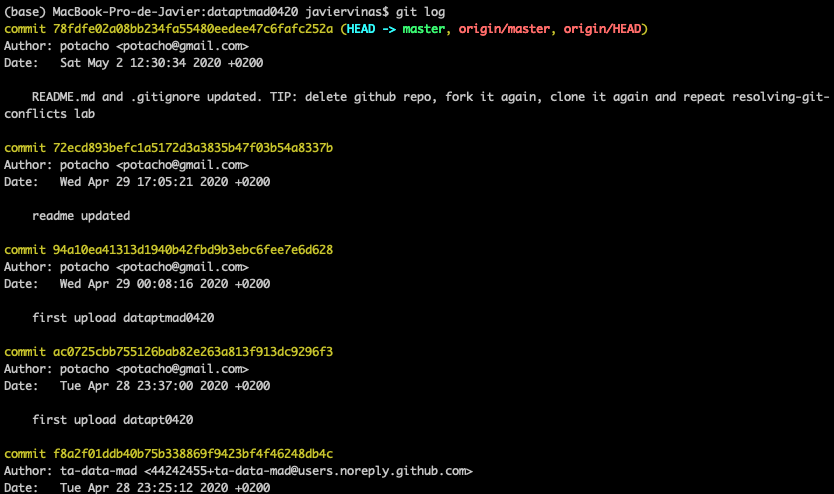 (base) MacBook-Pro-de-Javier:dataptmad0420 javiervinas$ git log
commit 78fdfe02a08bb234fa55480eedee47c6fafc252a (HEAD -> master, origin/master, origin/HEAD)
Author: potacho <potacho@gmail.com>
Date:   Sat May 2 12:30:34 2020 +0200
    README.md and .gitignore updated. TIP: delete github repo, fork it again, clone it again and repeat resolving-git-
conflicts lab
commit 72ecd893befc1a5172d3a3835b47f03b54a8337b
Author: potacho <potacho@gmail.com>
Date:   Wed Apr 29 17:05:21 2020 +0200
    readme updated
commit 94a10ea41313d1940b42fbd9b3ebc6fee7e6d628
Author: potacho <potacho@gmail.com>
Date:   Wed Apr 29 00:08:16 2020 +0200
    first upload dataptmad0420
commit ac0725cbb755126bab82e263a813f913dc9296f3
Author: potacho <potacho@gmail.com>
Date:   Tue Apr 28 23:37:00 2020 +0200
    first upload datapt0420
commit f8a2f01ddb40b75b338869f9423bf4f46248db4c
Author: ta-data-mad <44242455+ta-data-mad@users.noreply.github.com>
Date:   Tue Apr 28 23:25:12 2020 +0200